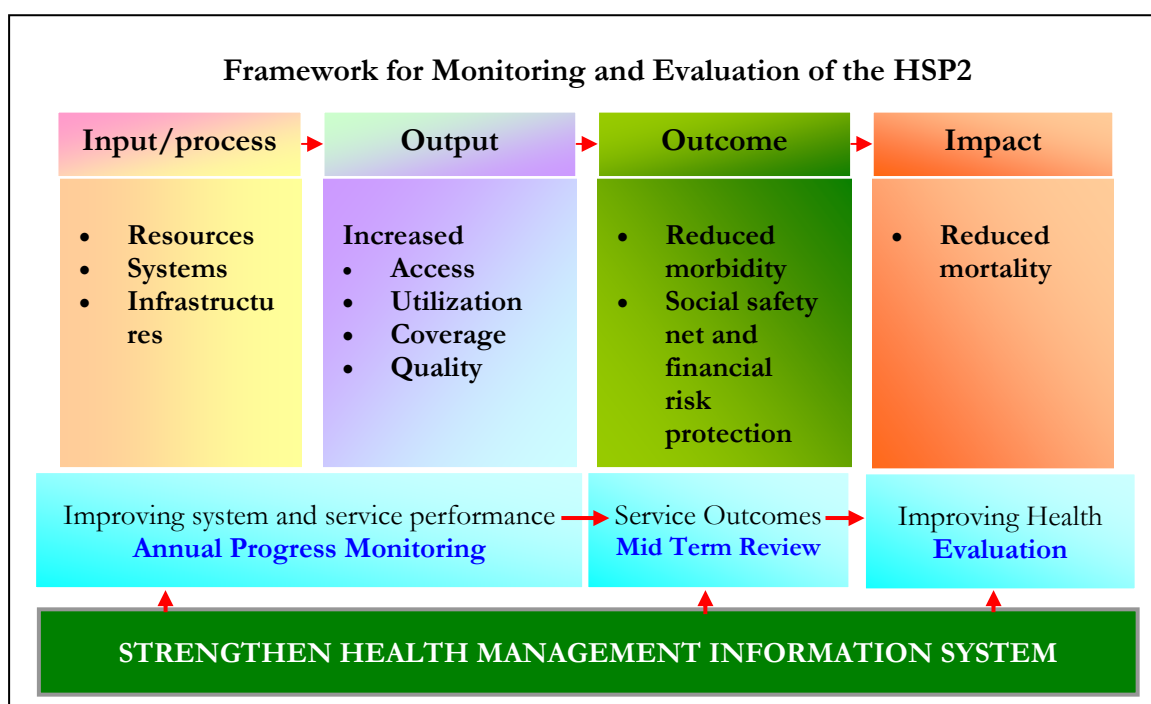 Framework for Monitoring and Evaluation of the HSP2
Input/process
Output
Outcome
Impact
• Resources
• Systems
• Infrastructu
res
Increased
• Access
• Utilization
• Coverage
• Quality
• Reduced
morbidity
• Social safety
net and
financial
risk
protection
• Reduced
mortality
Improving system and service performance
Annual Progress Monitoring
Service Outcomes
Mid Term Review
Improving Health
Evaluation
STRENGTHEN HEALTH MANAGEMENT INFORMATION SYSTEM